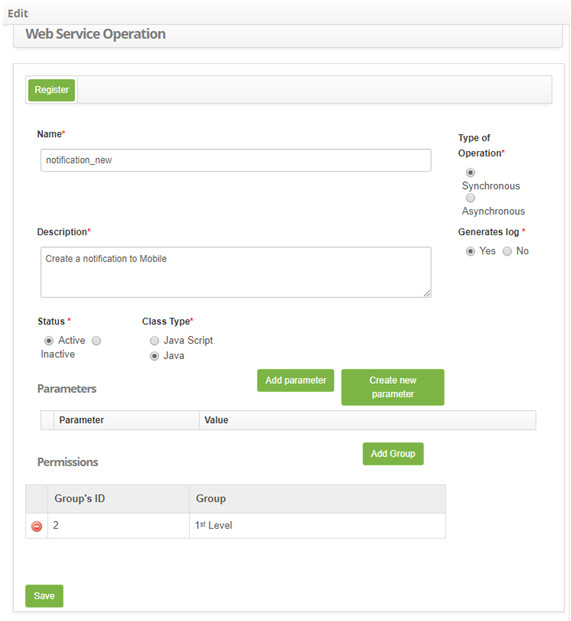 Edit
Web Service Operation
Register
Name*
notification_new
Type of
Operation*
Synchronous
Asynchronous
Description*
Create a notification to Mobile
Generates log *
Yes No
Status * Class Type*
Active
Inactive
Java Script
Java
Parameters
Add parameter
Create new
parameter
Parameter Value
Permissions
Add Group
Group's ID Group
2 1st Level
Save